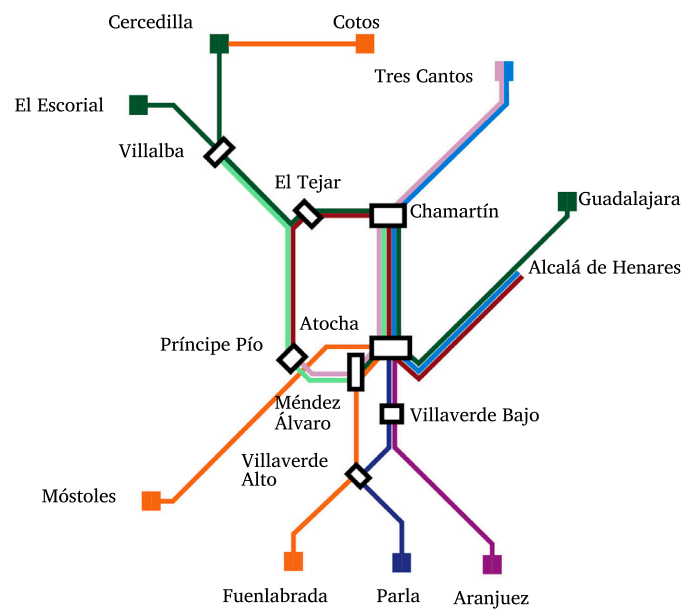 Cercedilla
Cotos
Tres Cantos
El Escorial
Villalba
El Tejar
Guadalajara
Chamartín
Alcalá de Henares
Atocha
Príncipe Pío
Méndez
Álvaro
Villaverde Bajo
Villaverde
Alto
Móstoles
Fuenlabrada
Parla
Aranjuez